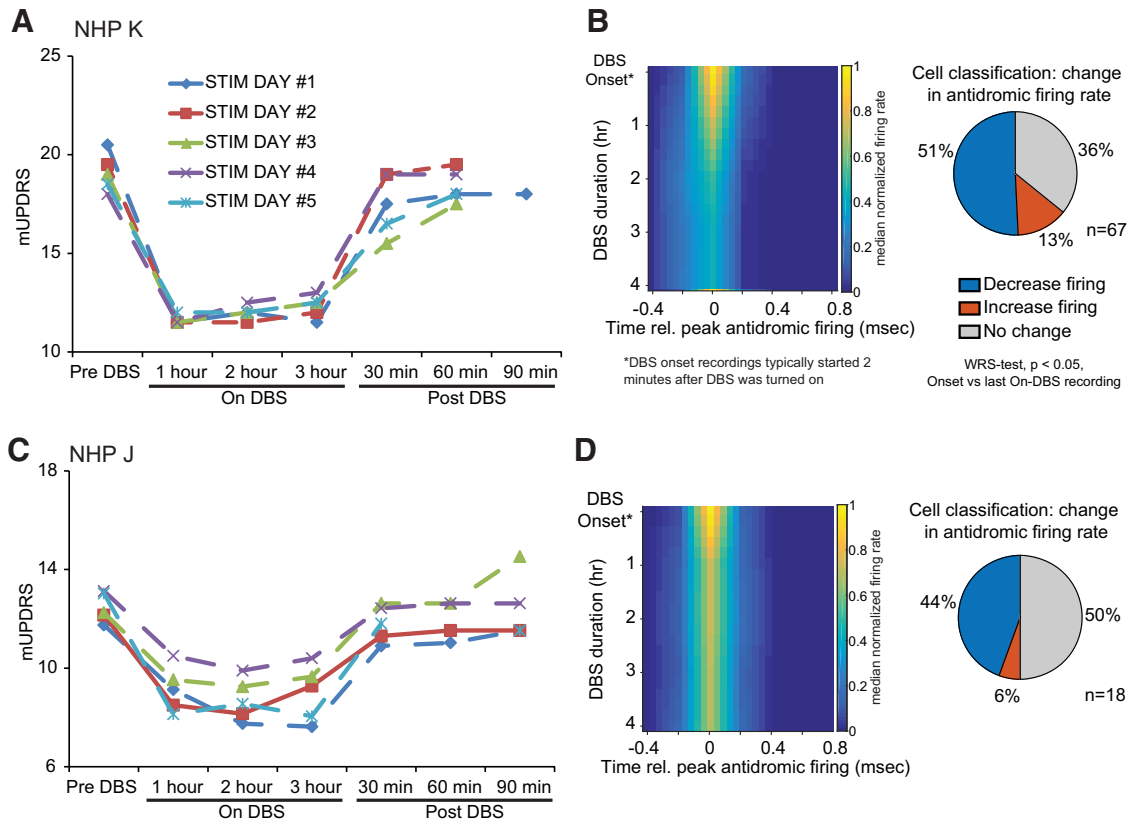 A
NHP K
25
20
15
10
mUPDRS
STIM DAY #1
STIM DAY #2
STIM DAY #3
STIM DAY #4
STIM DAY #5
Pre DBS
1 hour
2 hour
3 hour
30 min
60 min
90 min
On DBS
Post DBS
B
DBS
Onset*
1
2
3
4
DBS duration (hr)
-0.4
0
0.4
0.8
Time rel. peak antidromic firing (msec)
1
0.8
0.6
0.4
0.2
0
median normalized firing rate
*DBS onset recordings typically started 2
minutes after DBS was turned on
Cell classification: change
in antidromic firing rate
51%
36%
13%
n=67
Decrease firing
Increase firing
No change
WRS-test, p < 0.05,
Onset vs last On-DBS recording
C
NHP J
18
14
10
6
mUPDRS
Pre DBS
1 hour
2 hour
3 hour
30 min
60 min
90 min
On DBS
Post DBS
D
DBS
Onset*
1
2
3
4
DBS duration (hr)
-0.4
0
0.4
0.8
Time rel. peak antidromic firing (msec)
1
0.8
0.6
0.4
0.2
0
median normalized firing rate
Cell classification: change
in antidromic firing rate
44%
50%
6%
n=18